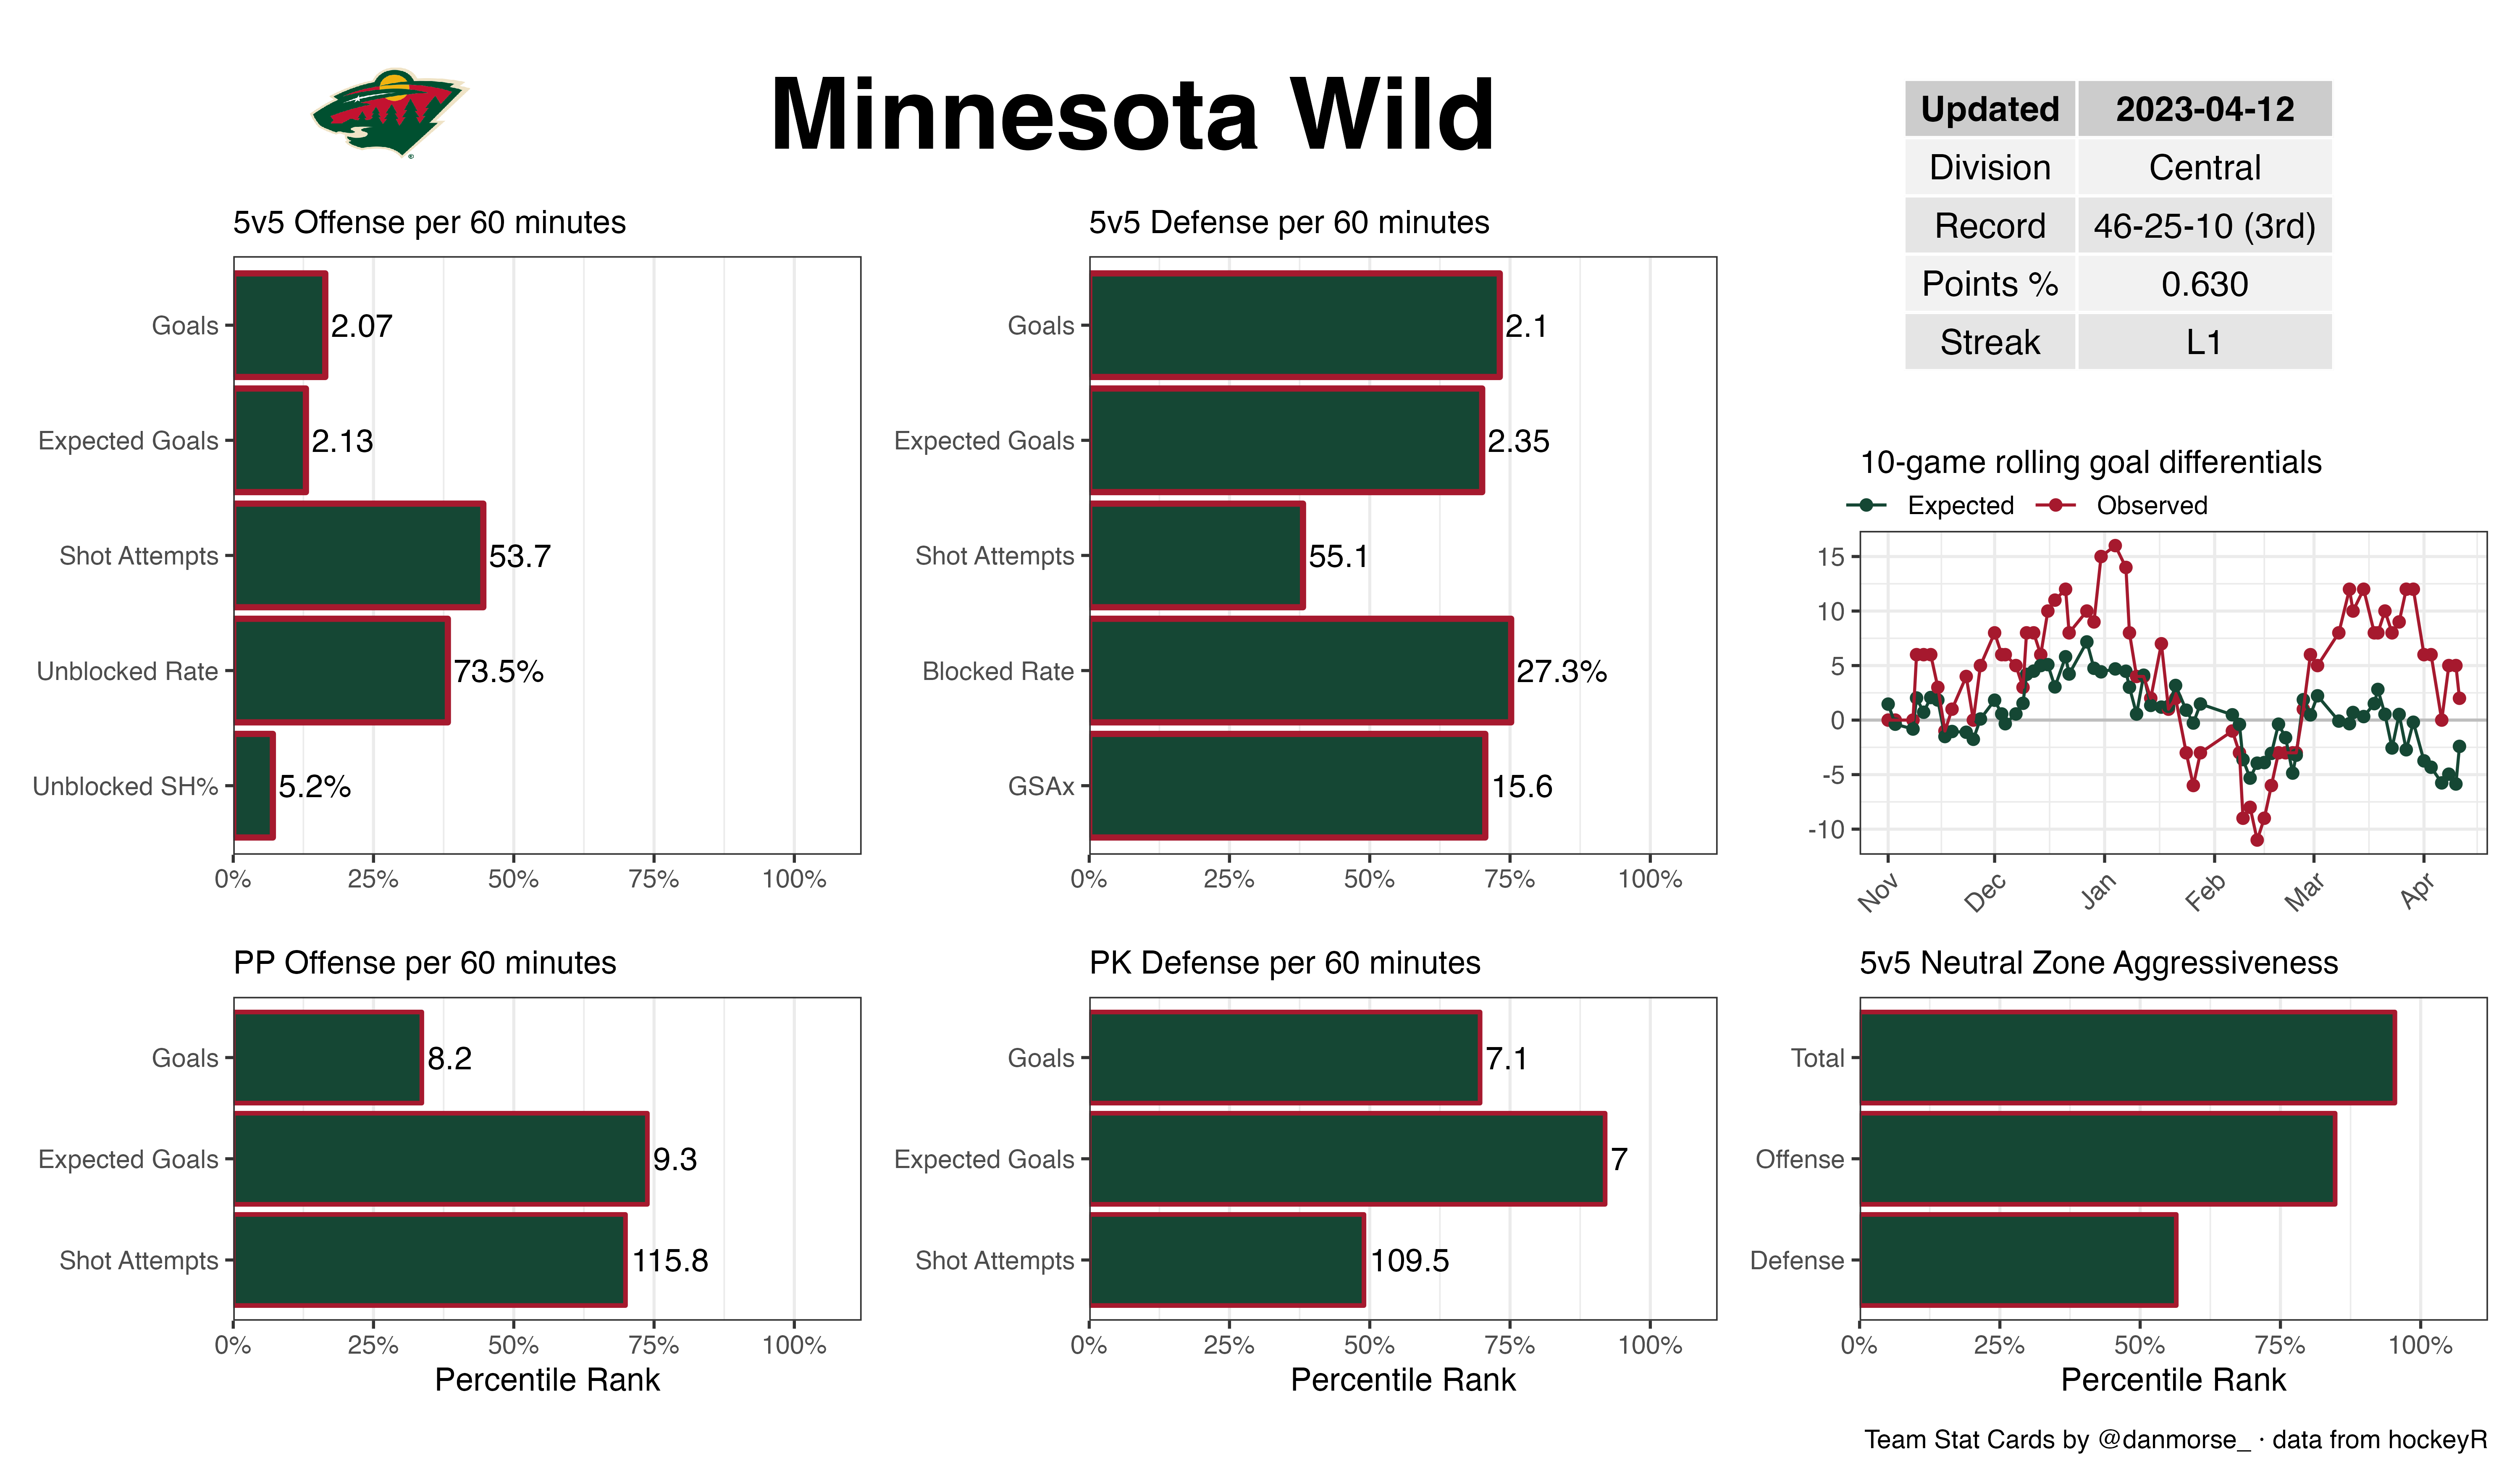 Minnesota Wild
Updated 2023-04-12
Division Central
Record 46-25-10 (3rd)
Points % 0.630
Streak L1
5v5 Offense per 60 minutes
Goals 2.07
Expected Goals 2.13
Shot Attempts 53.7
Unblocked Rate 73.5%
Unblocked SH% 5.2%
0% 25% 50% 75% 100%
5v5 Defense per 60 minutes
Goals 2.1
Expected Goals 2.35
Shot Attempts 55.1
Blocked Rate 27.3%
GSAx 15.6
0% 25% 50% 75% 100%
10-game rolling goal differentials
Expected Observed
15
10
5
0
-5
-10
Nov Dec Jan Feb Mar Apr
PP Offense per 60 minutes
Goals 8.2
Expected Goals 9.3
Shot Attempts 115.8
0% 25% 50% 75% 100%
Percentile Rank
PK Defense per 60 minutes
Goals 7.1
Expected Goals 7
Shot Attempts 109.5
0% 25% 50% 75% 100%
Percentile Rank
5v5 Neutral Zone Aggressiveness
Total
Offense
Defense
0% 25% 50% 75% 100%
Percentile Rank
Team Stat Cards by @danmorse_ · data from hockeyR